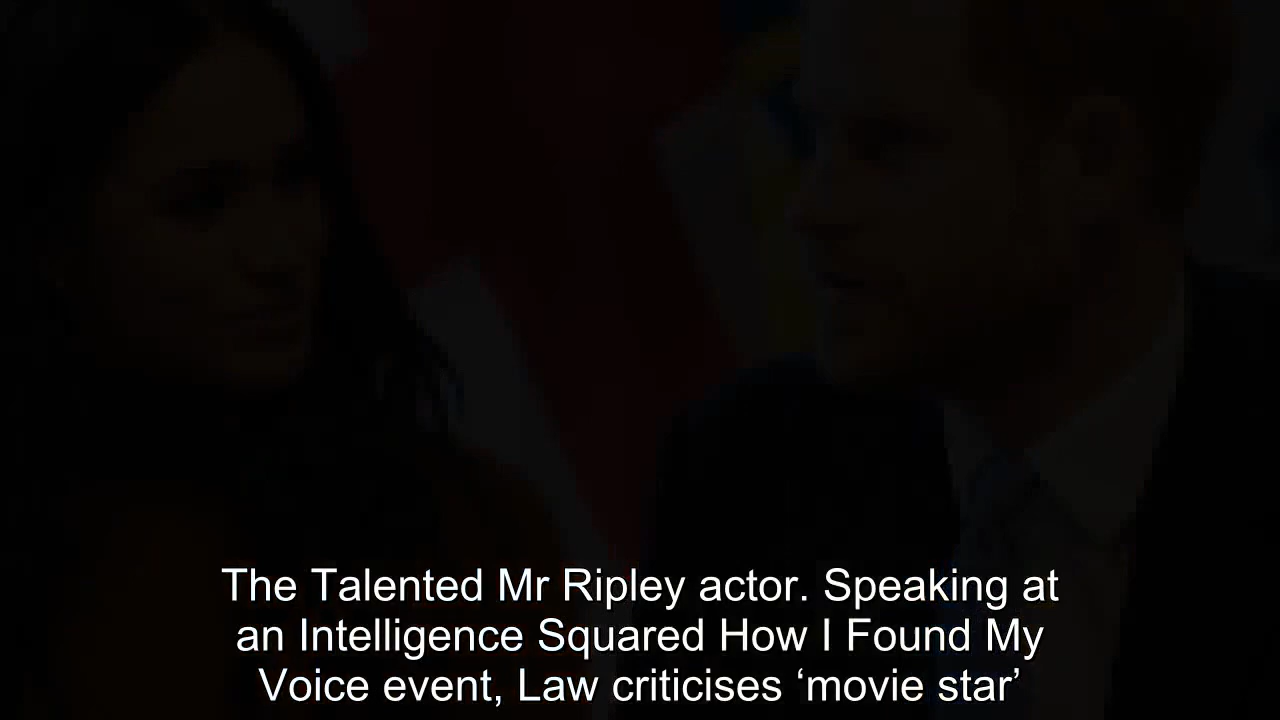 The Talented Mr Ripley actor. Speaking at
an Intelligence Squared How I Found My
Voice event, Law criticises ‘movie star’